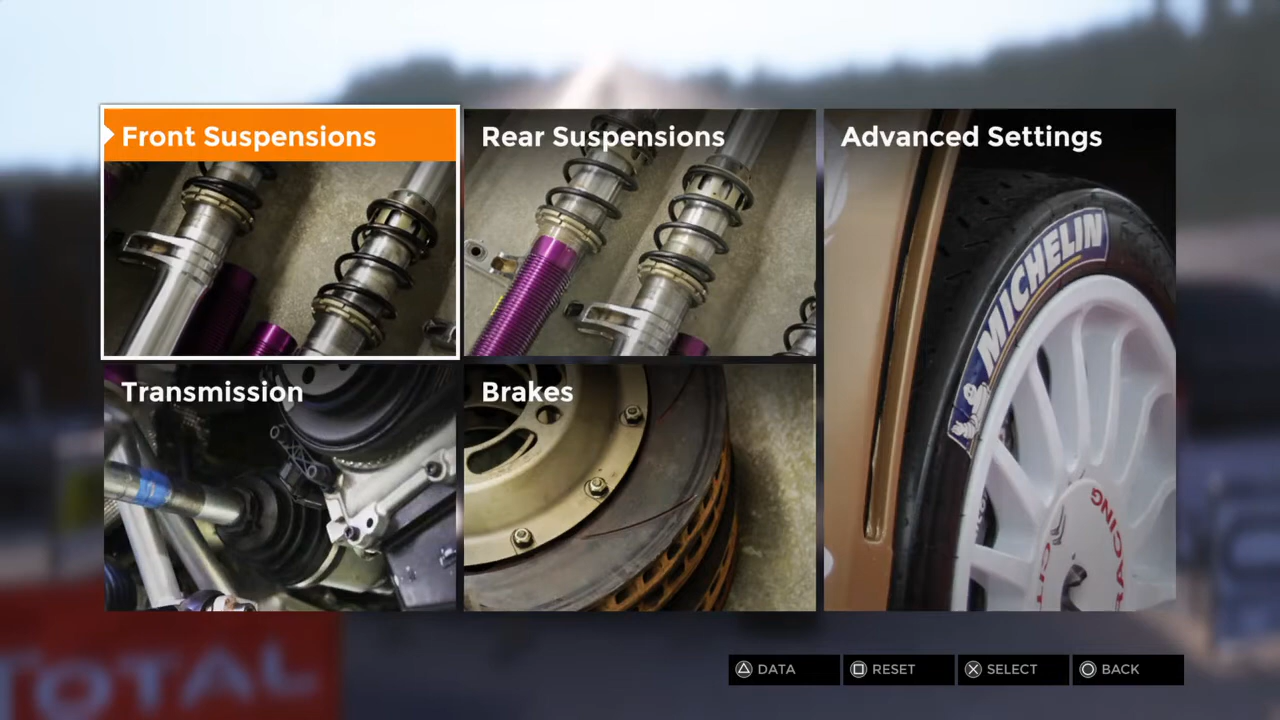 Front Suspensions
Rear Suspensions
Advanced Settings
MICHELIN
Transmission
Brakes
RACING
TOTAL
DATA
RESET
SELECT
BACK